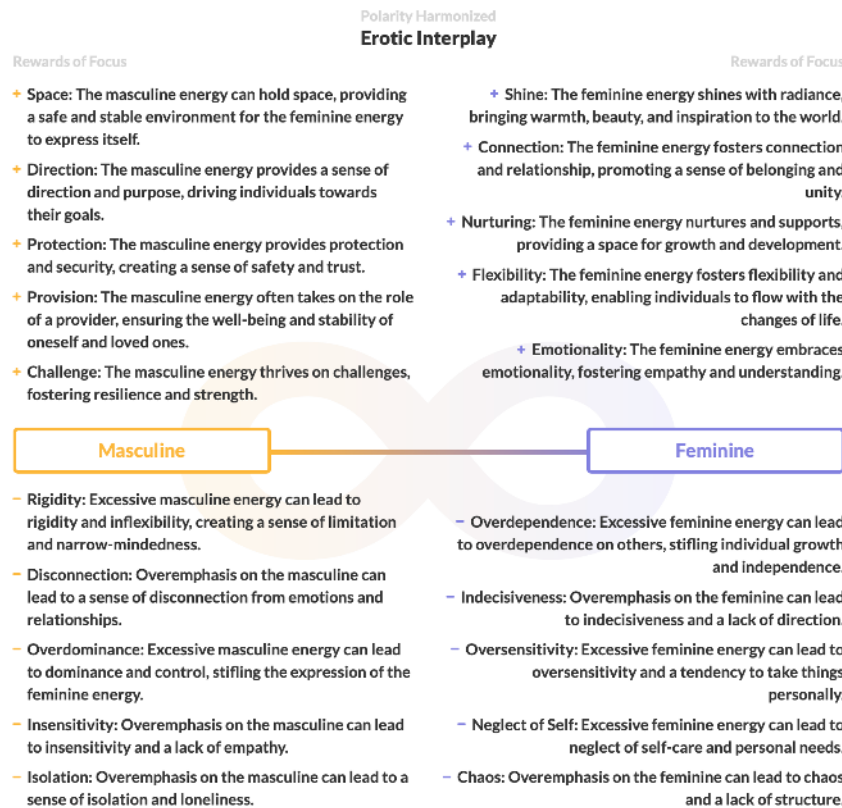 Polarity Harmonized
Erotic Interplay
Rewards of Focus
+ Space: The masculine energy can hold space, providing
a safe and stable environment for the feminine energy
to express itself.
+ Direction: The masculine energy provides a sense of
direction and purpose, driving individuals towards
their goals.
+ Protection: The masculine energy provides protection
and security, creating a sense of safety and trust.
+ Provision: The masculine energy often takes on the role
of a provider, ensuring the well-being and stability of
oneself and loved ones.
+ Challenge: The masculine energy thrives on challenges,
fostering resilience and strength.
Rewards of Focus
+ Shine: The feminine energy shines with radiance,
bringing warmth, beauty, and inspiration to the world.
+ Connection: The feminine energy fosters connection
and relationship, promoting a sense of belonging and
unity.
+ Nurturing: The feminine energy nurtures and supports,
providing a space for growth and development.
+ Flexibility: The feminine energy fosters flexibility and
adaptability, enabling individuals to flow with the
changes of life.
+ Emotionality: The feminine energy embraces
emotionality, fostering empathy and understanding.
Masculine
Feminine
− Rigidity: Excessive masculine energy can lead to
rigidity and inflexibility, creating a sense of limitation
and narrow-mindedness.
− Disconnection: Overemphasis on the masculine can
lead to a sense of disconnection from emotions and
relationships.
− Overdominance: Excessive masculine energy can lead
to dominance and control, stifling the expression of the
feminine energy.
− Insensitivity: Overemphasis on the masculine can lead
to insensitivity and a lack of empathy.
− Isolation: Overemphasis on the masculine can lead to a
sense of isolation and loneliness.
− Overdependence: Excessive feminine energy can lead
to overdependence on others, stifling individual growth
and independence.
− Indecisiveness: Overemphasis on the feminine can lead
to indecisiveness and a lack of direction.
− Oversensitivity: Excessive feminine energy can lead to
oversensitivity and a tendency to take things
personally.
− Neglect of Self: Excessive feminine energy can lead to
neglect of self-care and personal needs.
− Chaos: Overemphasis on the feminine can lead to chaos
and a lack of structure.